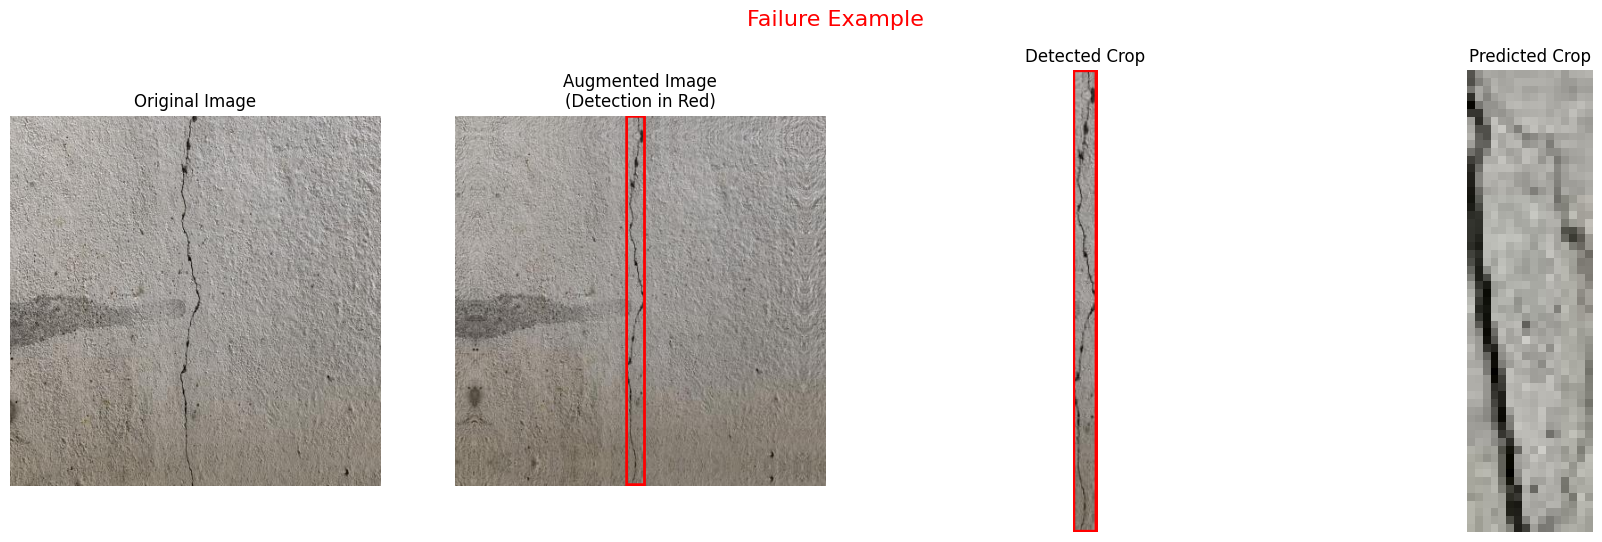 Failure Example
Original Image
Augmented Image
(Detection in Red)
Detected Crop
Predicted Crop